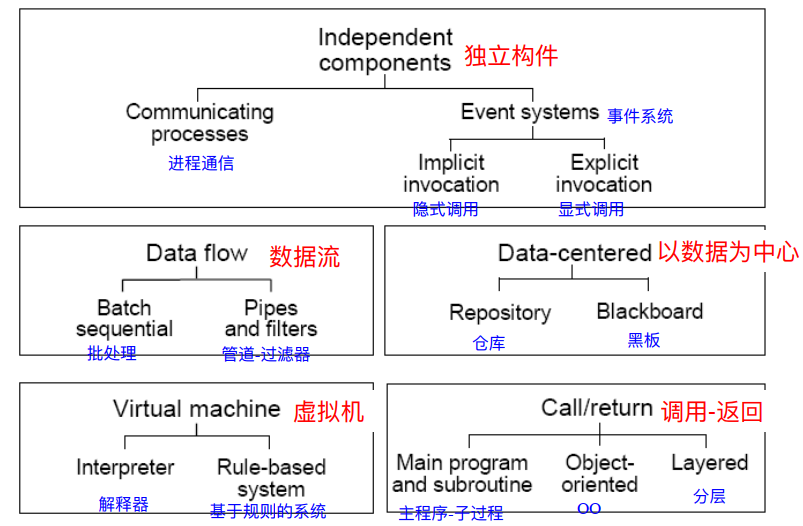 Independent
components 独立构件
Communicating
processes
进程通信
Event systems 事件系统
Implicit
invocation
隐式调用
Explicit
invocation
显式调用
Data flow 数据流
Batch
sequential
批处理
Pipes
and filters
管道-过滤器
Data-centered 以数据为中心
Repository
仓库
Blackboard
黑板
Virtual machine 虚拟机
Interpreter
解释器
Rule-based
system
基于规则的系统
Call/return 调用-返回
Main program
and subroutine
主程序-子过程
Object-
oriented
OO
Layered
分层